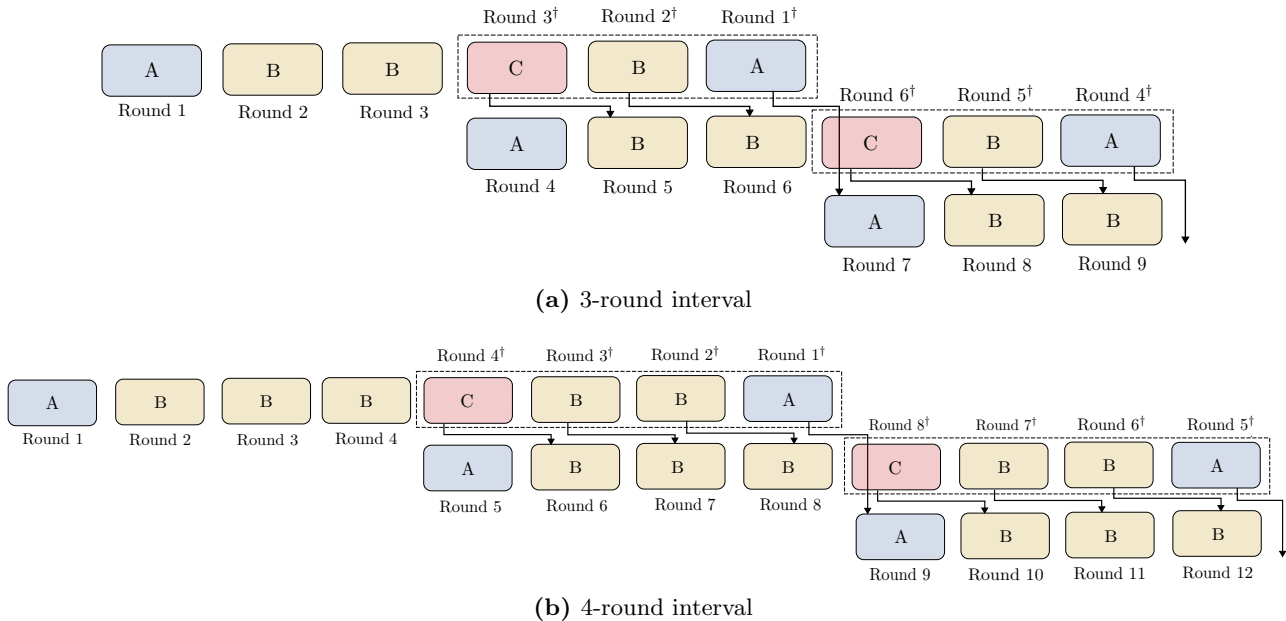 Round 3† Round 2† Round 1†
A B B C B A
Round 1 Round 2 Round 3
Round 6† Round 5† Round 4†
A B B C B A
Round 4 Round 5 Round 6
A B B
Round 7 Round 8 Round 9
(a) 3-round interval
Round 4† Round 3† Round 2† Round 1†
A B B B C B B A
Round 1 Round 2 Round 3 Round 4
Round 8† Round 7† Round 6† Round 5†
A B B B C B B A
Round 5 Round 6 Round 7 Round 8
A B B B
Round 9 Round 10 Round 11 Round 12
(b) 4-round interval